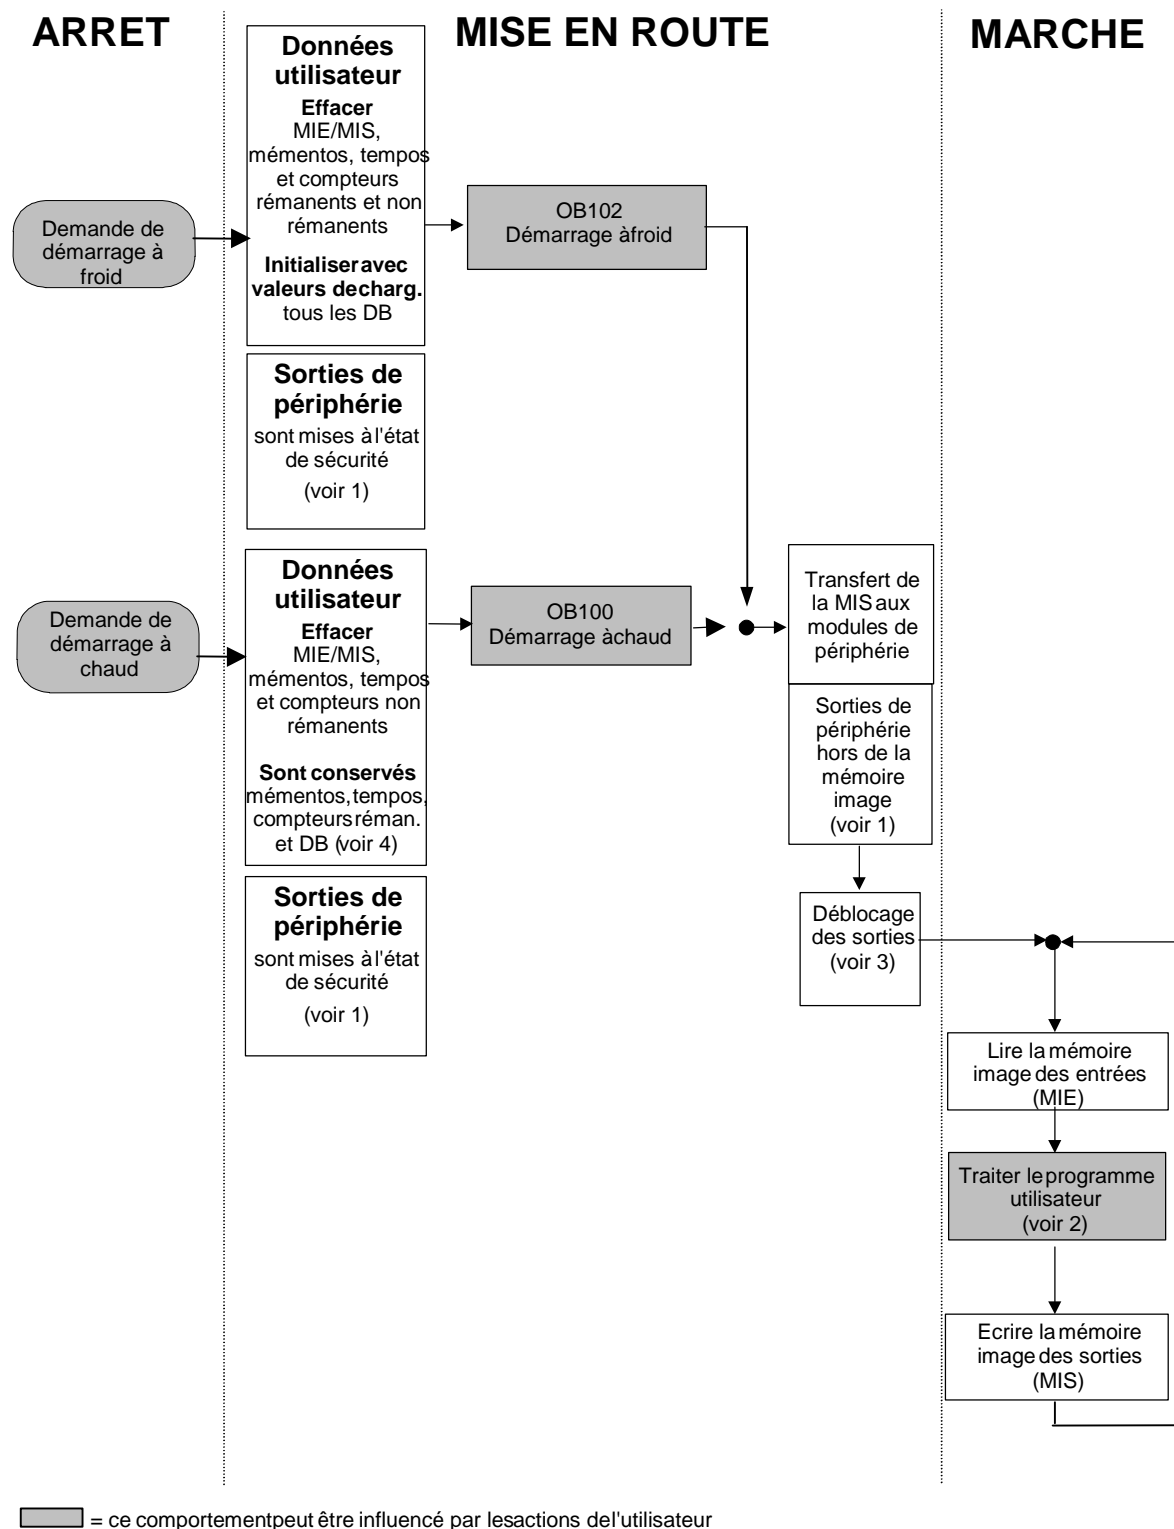 ARRET
MISE EN ROUTE
MARCHE
Données
utilisateur
Effacer
MIE/MIS,
mémentos, tempos
et compteurs
rémanents et non
rémanents
Initialiser avec
valeurs de charg.
tous les DB
Demande de
démarrage à
froid
OB102
Démarrage à froid
Sorties de
périphérie
sont mises à l'état
de sécurité
(voir 1)
Données
utilisateur
Effacer
MIE/MIS,
mémentos, tempos
et compteurs non
rémanents
Sont conservés
mémentos, tempos,
compteurs réman.
et DB (voir 4)
Demande de
démarrage à
chaud
OB100
Démarrage à chaud
Transfert de
la MIS aux
modules de
périphérie
Sorties de
périphérie
hors de la
mémoire
image
(voir 1)
Sorties de
périphérie
sont mises à l'état
de sécurité
(voir 1)
Déblocage
des sorties
(voir 3)
Lire la mémoire
image des entrées
(MIE)
Traiter le programme
utilisateur
(voir 2)
Ecrire la mémoire
image des sorties
(MIS)
= ce comportement peut être influencé par les actions de l'utilisateur